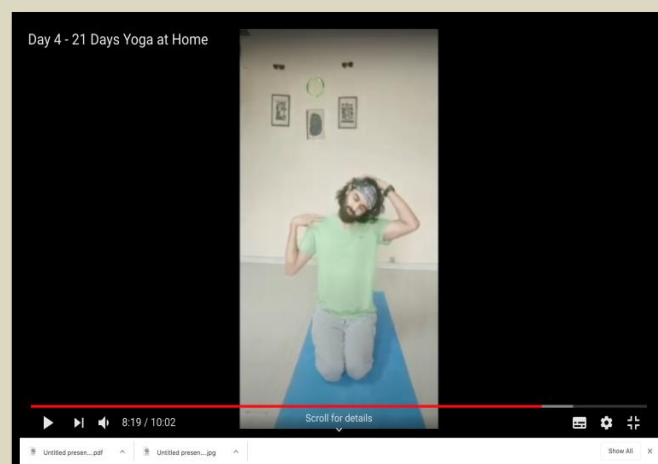 Day 4 - 21 Days Yoga at Home
8:19 / 10:02
Scroll for details
Untitled presen....pdf
Untitled presen....jpg
Show All X